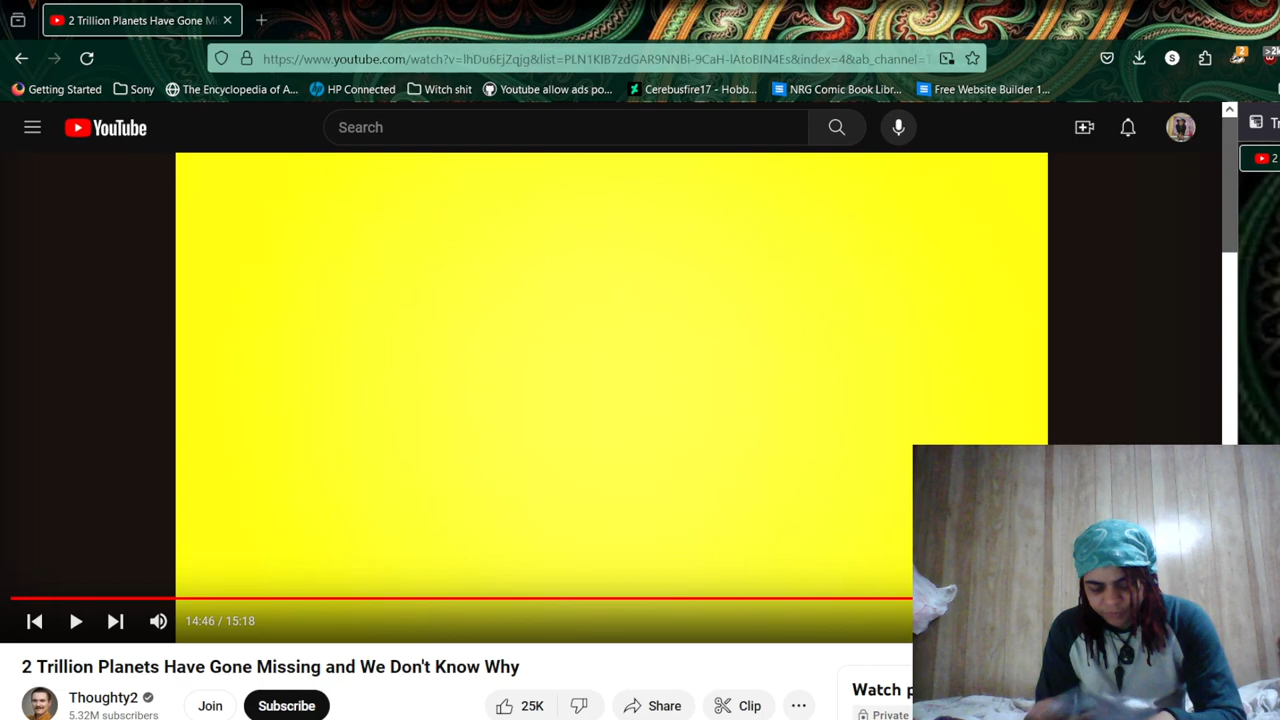 2 Trillion Planets Have Gone Mi
https://www.youtube.com/watch?v=lhDu6EjZqjg&list=PLN1KIB7zdGAR9NNBi-9CaH-lAtoBIN4Es&index=4&ab_channel=
Getting Started Sony The Encyclopedia of A... HP Connected Witch shit Youtube allow ads po... Cerebusfire17 - Hobb... NRG Comic Book Libr... Free Website Builder 1...
YouTube Search
14:46 / 15:18
2 Trillion Planets Have Gone Missing and We Don't Know Why
Thoughty2
5.32M subscribers
Join Subscribe 25K Share Clip
Watch
Private